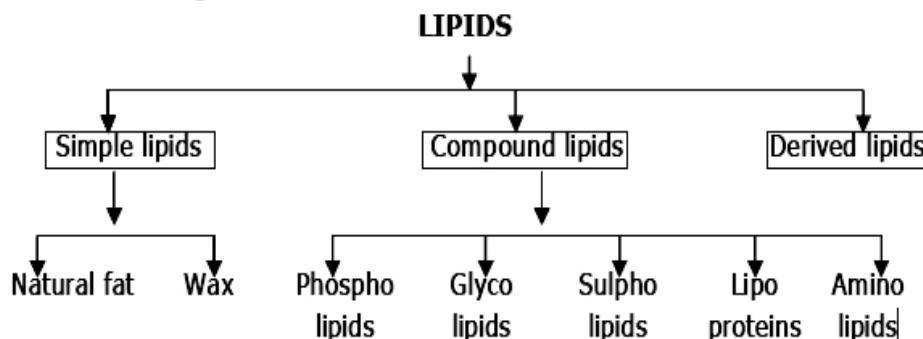 LIPIDS
Simple lipids
Compound lipids
Derived lipids
Natural fat
Wax
Phospho
lipids
Glyco
lipids
Sulpho
lipids
Lipo
proteins
Amino
lipids